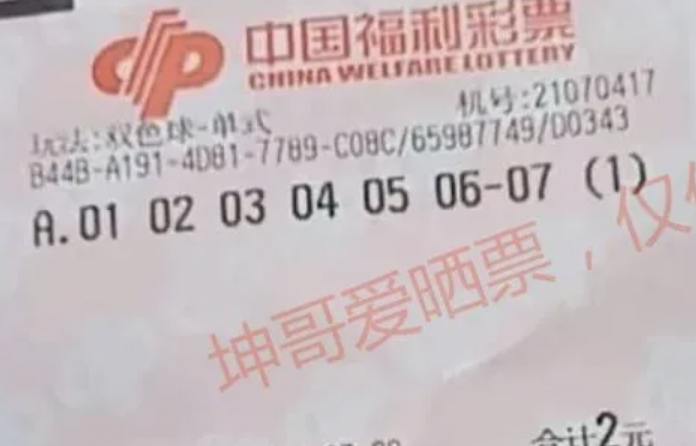 中国福利彩票
CHINA WELFARE LOTTERY
玩法:双色球-单式 机号:21070417
B44B-A191-4D81-7789-C08C/65987749/D0343
A.01 02 03 04 05 06-07 (1)
坤哥爱晒票,仅
合计2元